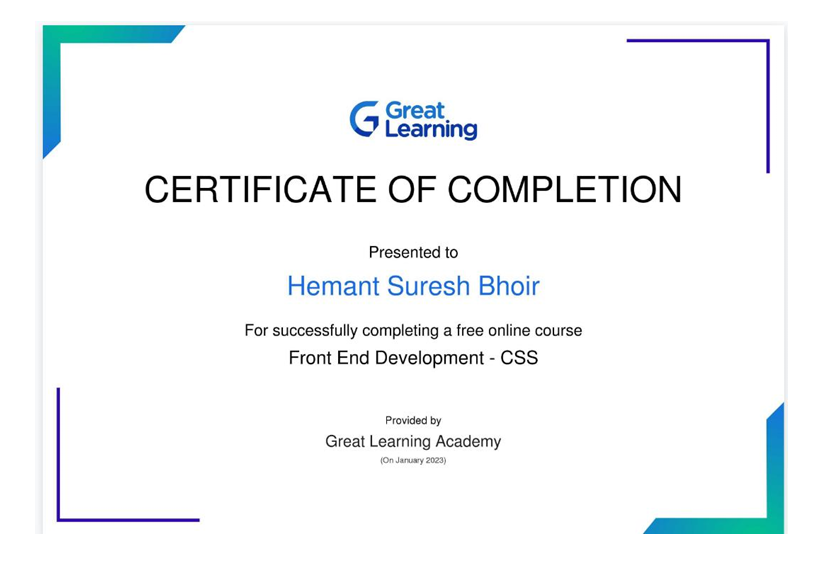 Great
Learning
CERTIFICATE OF COMPLETION
Presented to
Hemant Suresh Bhoir
For successfully completing a free online course
Front End Development - CSS
Provided by
Great Learning Academy
(On January 2023)